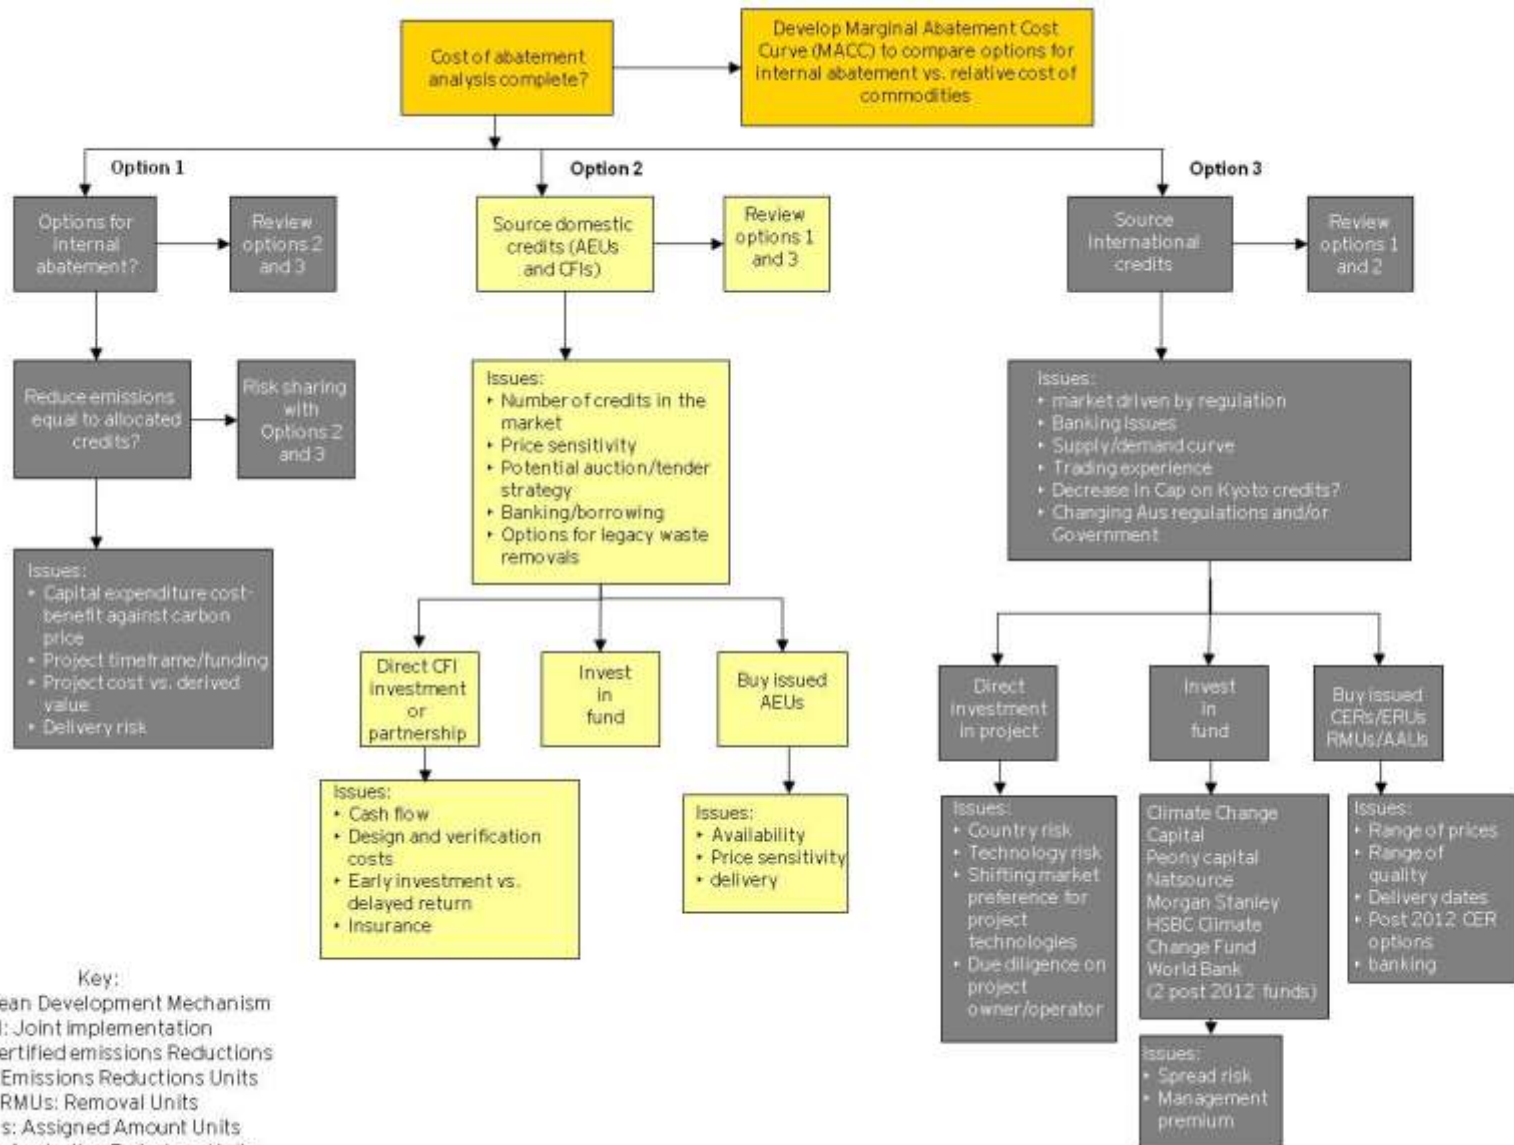 Cost of abatement
analysis complete?
Develop Marginal Abatement Cost
Curve (MACC) to compare options for
internal abatement vs. relative cost of
commodities
Option 1
Option 2
Option 3
Options for
internal
abatement?
Review
options 2
and 3
Source domestic
credits (AEUs
and CFIs)
Review
options 1
and 3
Source
International
credits
Review
options 1
and 2
Reduce emissions
equal to allocated
credits?
Risk sharing
with
Options 2
and 3
Issues:
‣ Number of credits in the
market
‣ Price sensitivity
‣ Potential auction/tender
strategy
‣ Banking/borrowing
‣ Options for legacy waste
removals
Issues:
‣ market driven by regulation
‣ Banking Issues
‣ Supply/demand curve
‣ Trading experience
‣ Decrease in Cap on Kyoto credits?
‣ Changing Aus regulations and/or
Government
Issues:
‣ Capital expenditure cost-
benefit against carbon
price
‣ Project timeframe/funding
‣ Project cost vs. derived
value
‣ Delivery risk
Direct CFI
investment
or
partnership
Invest
in
fund
Buy issued
AEUs
Direct
investment
in project
Invest
in
fund
Buy issued
CERs/ERUs
RMUs/AAUs
Issues:
‣ Cash flow
‣ Design and verification
costs
‣ Early investment vs.
delayed return
‣ Insurance
Issues:
‣ Availability
‣ Price sensitivity
‣ delivery
Issues:
‣ Country risk
‣ Technology risk
‣ Shifting market
preference for
project
technologies
‣ Due diligence on
project
owner/operator
Climate Change
Capital
Peony capital
Natsource
Morgan Stanley
HSBC Climate
Change Fund
World Bank
(2 post 2012 funds)
Issues:
‣ Range of prices
‣ Range of
quality
‣ Delivery dates
‣ Post 2012 CER
options
‣ banking
Issues:
‣ Spread risk
‣ Management
premium
Key:
ean Development Mechanism
: Joint implementation
ertified emissions Reductions
Emissions Reductions Units
RMUs: Removal Units
s: Assigned Amount Units